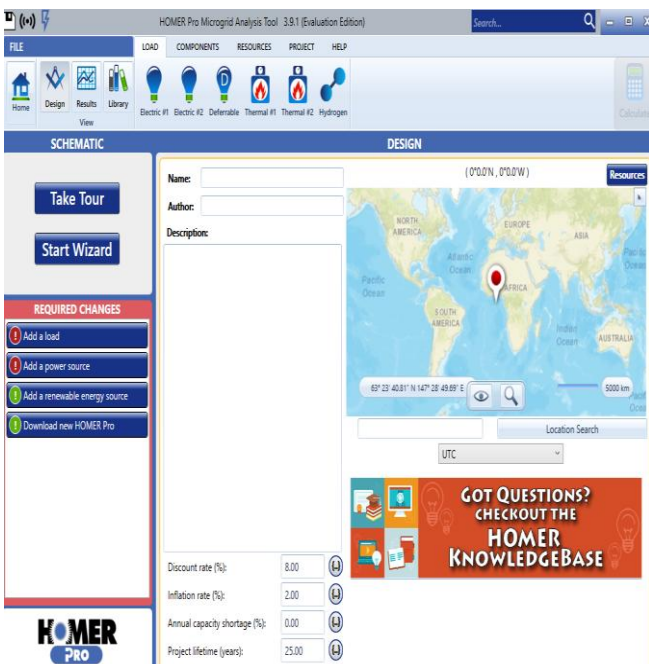 HOMER Pro Microgrid Analysis Tool 3.9.1 (Evaluation Edition)
Search...
FILE
LOAD COMPONENTS RESOURCES PROJECT HELP
Home
Design Results Library
View
Electric #1 Electric #2 Deferrable Thermal #1 Thermal #2 Hydrogen
D
Calculate
SCHEMATIC
DESIGN
Take Tour
Start Wizard
REQUIRED CHANGES
Add a load
Add a power source
Add a renewable energy source
Download new HOMER Pro
Name:
Author:
Description:
( 0°0.0'N , 0°0.0'W )
Resources
NORTH
AMERICA
EUROPE
ASIA
Atlantic
Ocean
Pacific
Ocean
AFRICA
SOUTH
AMERICA
Indian
Ocean
AUSTRALIA
63° 23' 40.81" N 147° 28' 49.69" E
5000 km
Location Search
UTC
GOT QUESTIONS?
CHECKOUT THE
HOMER
KNOWLEDGEBASE
Discount rate (%): 8.00
Inflation rate (%): 2.00
Annual capacity shortage (%): 0.00
Project lifetime (years): 25.00
HOMER
PRO